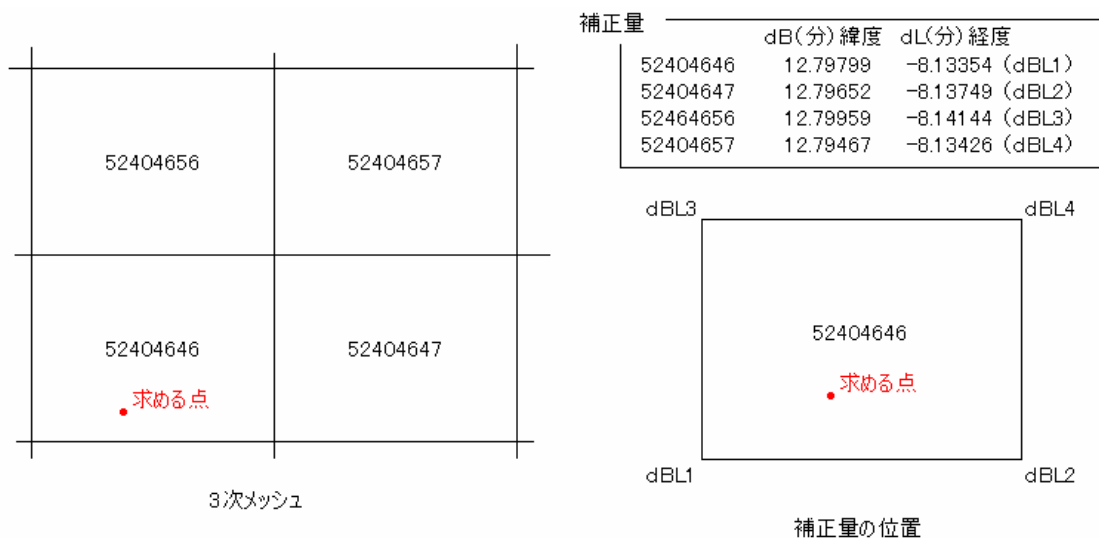 52404656
52404657
52404646
52404647
求める点
3次メッシュ
補正量
dB(分)緯度 dL(分)経度
52404646 12.79799 -8.13354 (dBL1)
52404647 12.79652 -8.13749 (dBL2)
52464656 12.79959 -8.14144 (dBL3)
52404657 12.79467 -8.13426 (dBL4)
dBL3
dBL4
52404646
求める点
dBL1
dBL2
補正量の位置